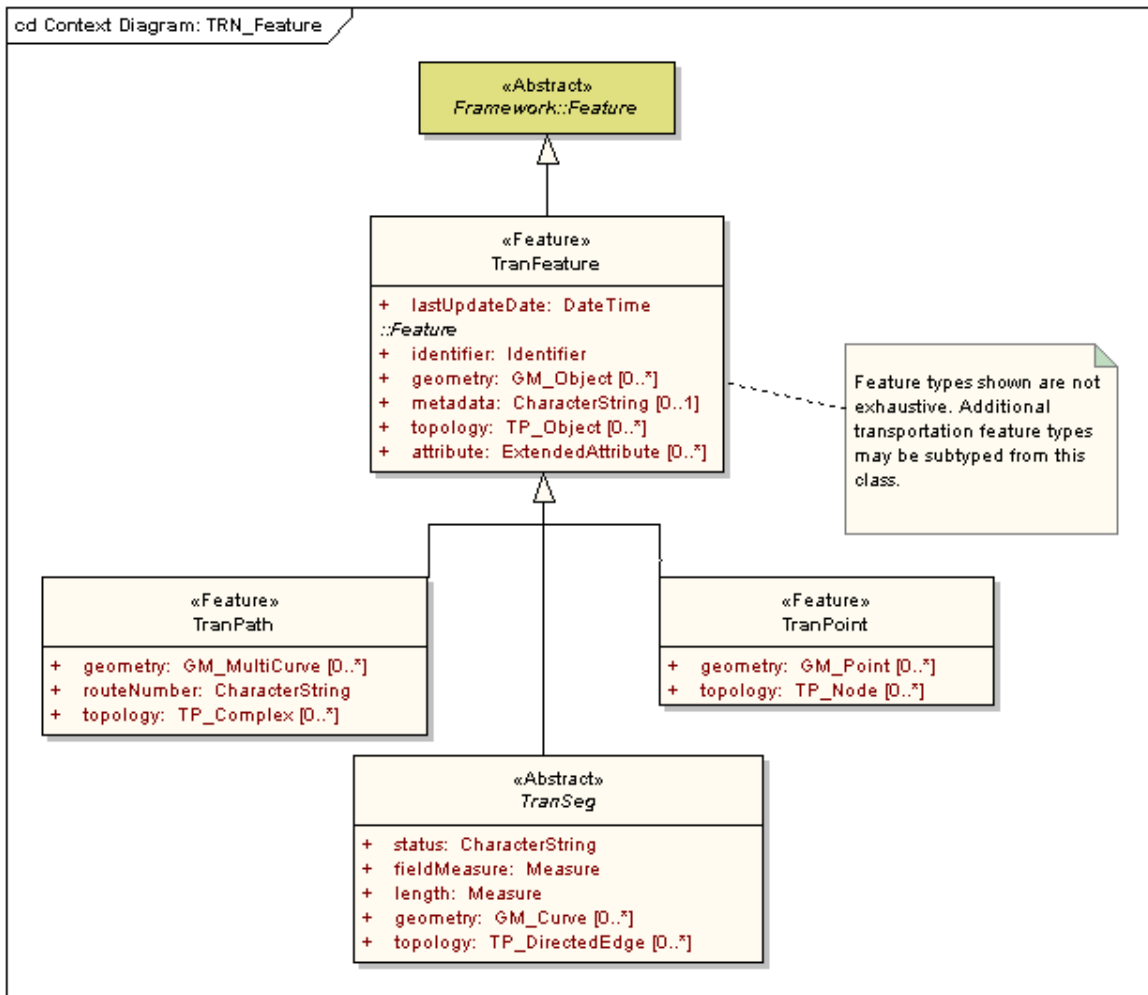 cd Context Diagram: TRN_Feature
«Abstract»
Framework::Feature
«Feature»
TranFeature
+ lastUpdateDate: DateTime
::Feature
+ identifier: Identifier
+ geometry: GM_Object [0..*]
+ metadata: CharacterString [0..1]
+ topology: TP_Object [0..*]
+ attribute: ExtendedAttribute [0..*]
Feature types shown are not
exhaustive. Additional
transportation feature types
may be subtyped from this
class.
«Feature»
TranPath
+ geometry: GM_MultiCurve [0..*]
+ routeNumber: CharacterString
+ topology: TP_Complex [0..*]
«Feature»
TranPoint
+ geometry: GM_Point [0..*]
+ topology: TP_Node [0..*]
«Abstract»
TranSeg
+ status: CharacterString
+ fieldMeasure: Measure
+ length: Measure
+ geometry: GM_Curve [0..*]
+ topology: TP_DirectedEdge [0..*]